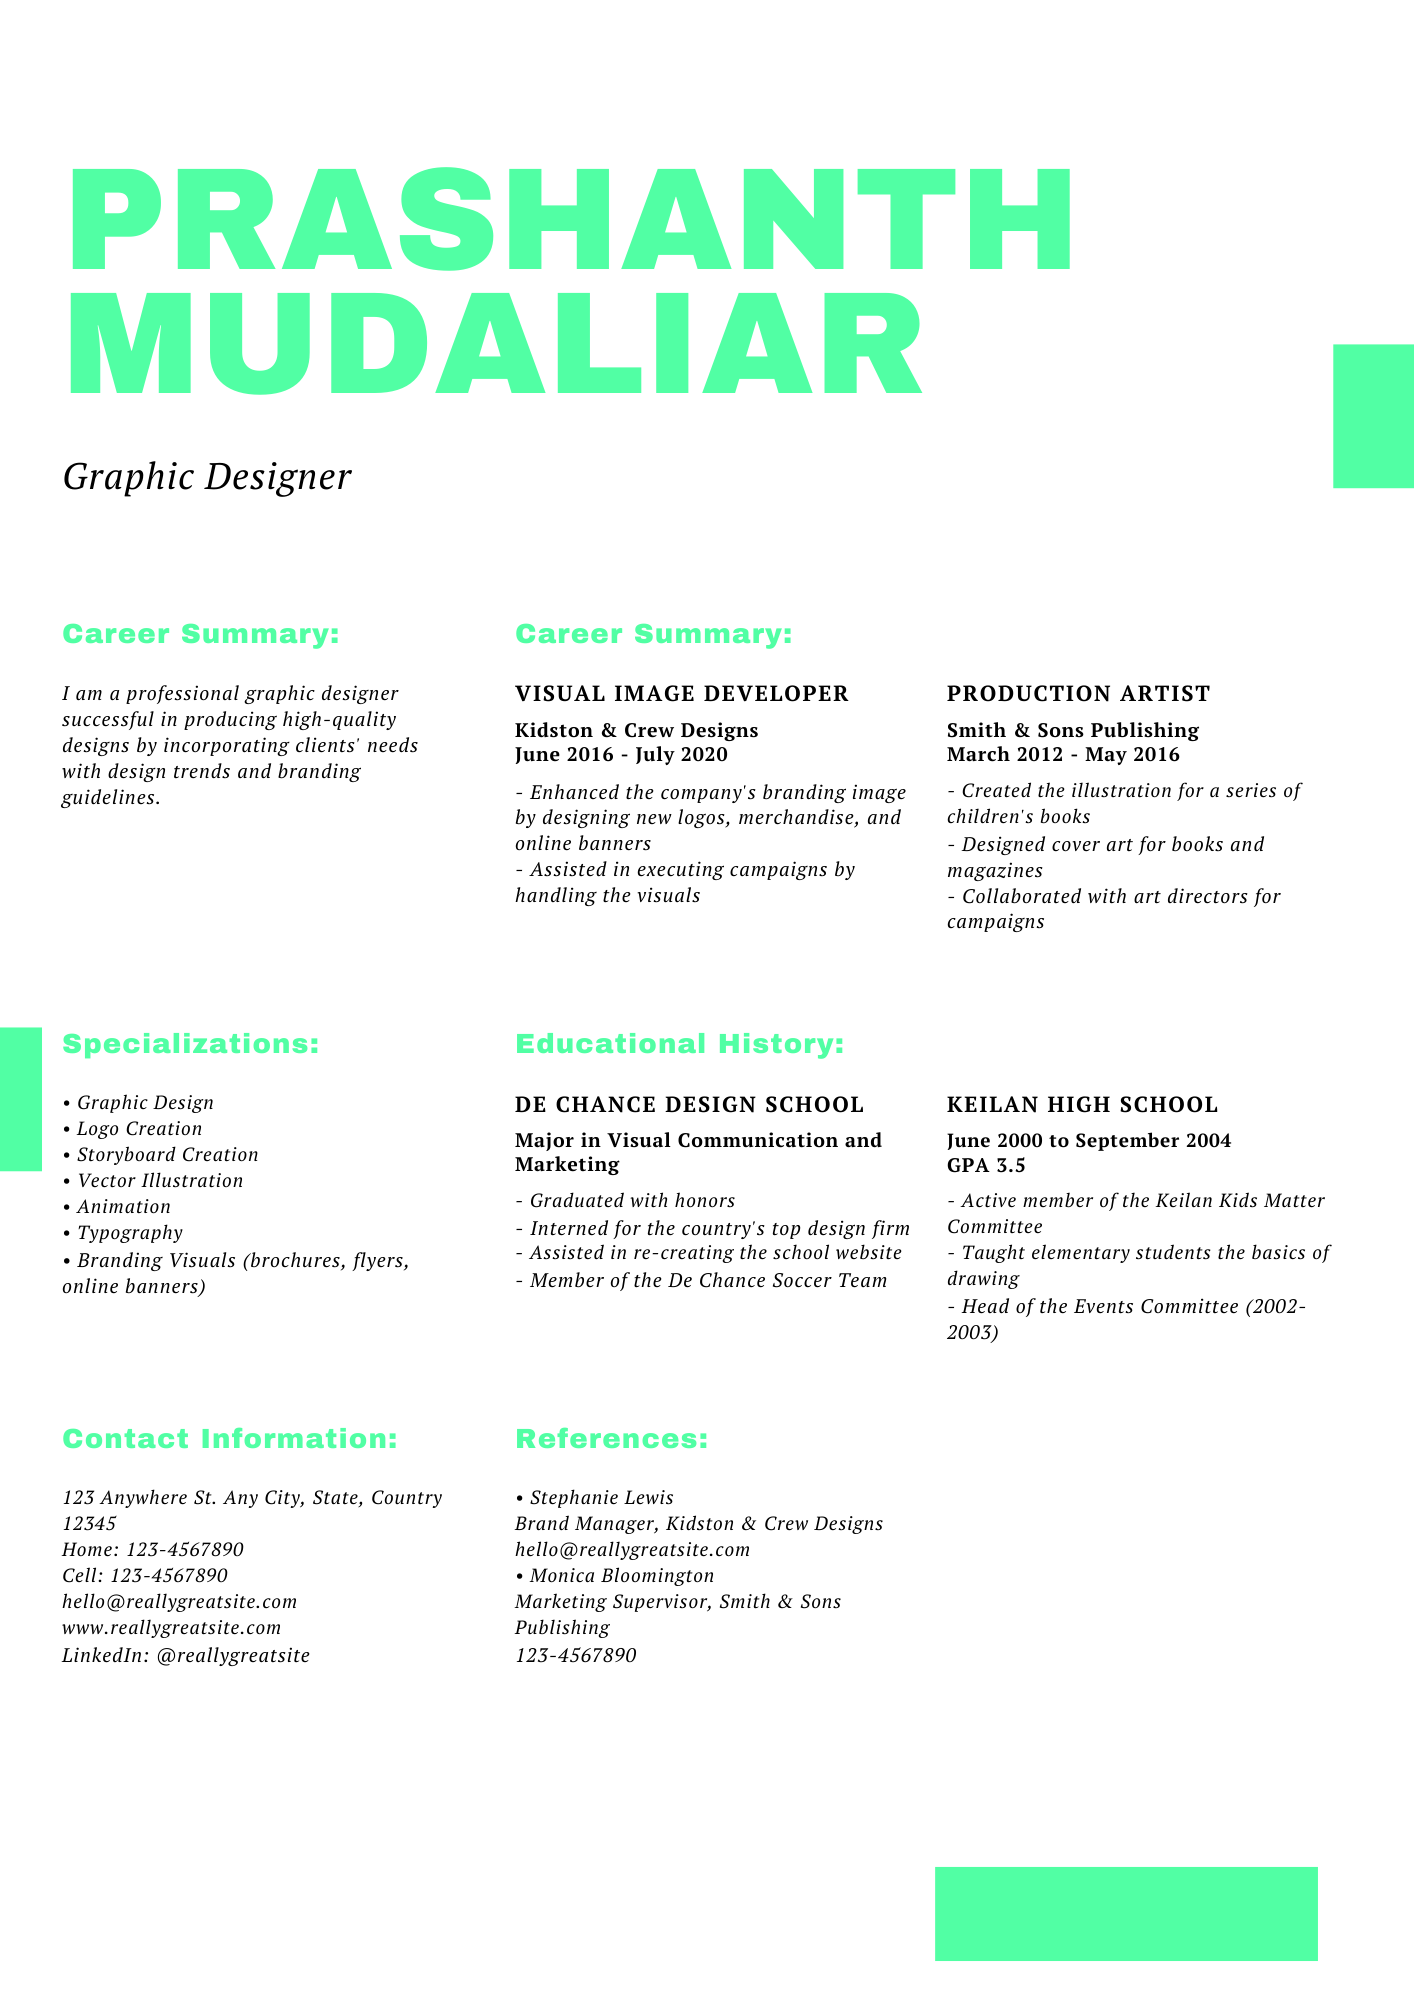 PRASHANTH
MUDALIAR
Graphic Designer
Career Summary:
I am a professional graphic designer
successful in producing high-quality
designs by incorporating clients' needs
with design trends and branding
guidelines.
Career Summary:
VISUAL IMAGE DEVELOPER
Kidston & Crew Designs
June 2016 - July 2020
- Enhanced the company's branding image
by designing new logos, merchandise, and
online banners
- Assisted in executing campaigns by
handling the visuals
PRODUCTION ARTIST
Smith & Sons Publishing
March 2012 - May 2016
- Created the illustration for a series of
children's books
- Designed cover art for books and
magazines
- Collaborated with art directors for
campaigns
Specializations:
• Graphic Design
• Logo Creation
• Storyboard Creation
• Vector Illustration
• Animation
• Typography
• Branding Visuals (brochures, flyers,
online banners)
Educational History:
DE CHANCE DESIGN SCHOOL
Major in Visual Communication and
Marketing
- Graduated with honors
- Interned for the country's top design firm
- Assisted in re-creating the school website
- Member of the De Chance Soccer Team
KEILAN HIGH SCHOOL
June 2000 to September 2004
GPA 3.5
- Active member of the Keilan Kids Matter
Committee
- Taught elementary students the basics of
drawing
- Head of the Events Committee (2002-
2003)
Contact Information:
123 Anywhere St. Any City, State, Country
12345
Home: 123-4567890
Cell: 123-4567890
hello@reallygreatsite.com
www.reallygreatsite.com
LinkedIn: @reallygreatsite
References:
• Stephanie Lewis
Brand Manager, Kidston & Crew Designs
hello@reallygreatsite.com
• Monica Bloomington
Marketing Supervisor, Smith & Sons
Publishing
123-4567890